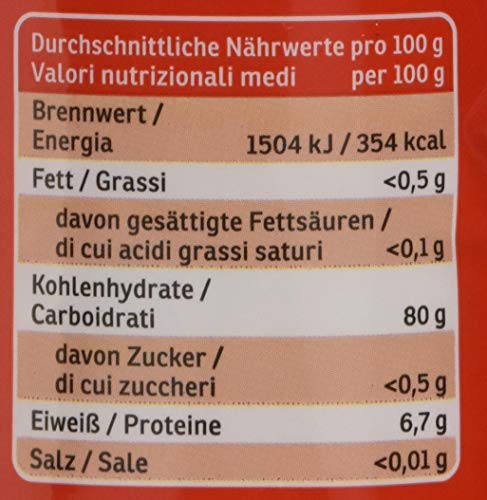 Durchschnittliche Nährwerte pro 100 g
Valori nutrizionali medi per 100 g
Brennwert /
Energia 1504 kJ / 354 kcal
Fett / Grassi <0,5 g
davon gesättigte Fettsäuren /
di cui acidi grassi saturi <0,1 g
Kohlenhydrate /
Carboidrati 80 g
davon Zucker /
di cui zuccheri <0,5 g
Eiweiß / Proteine 6,7 g
Salz / Sale <0,01 g